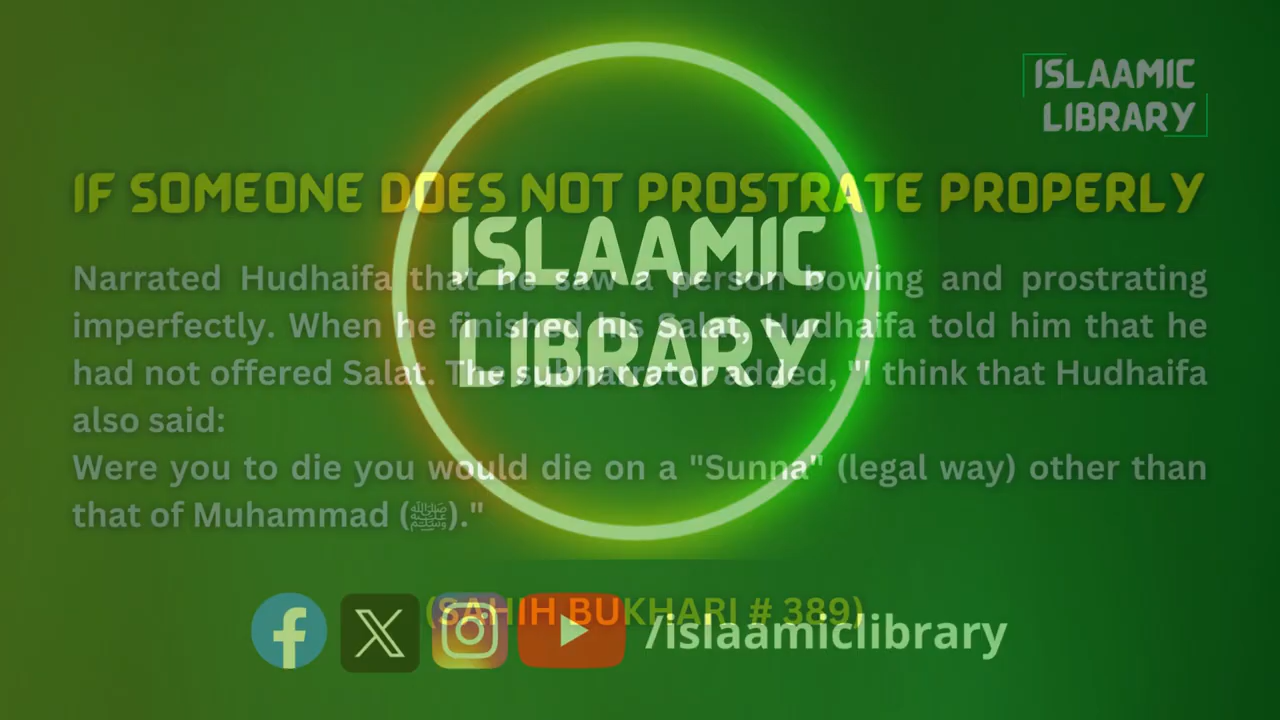 ISLAAMIC
LIBRARY
IF SOMEONE DOES NOT PROSTRATE PROPERLY
ISLAAMIC
LIBRARY
Narrated Hudhaifa that he saw a person bowing and prostrating
imperfectly. When he finished his Salat, Hudhaifa told him that he
had not offered Salat. The subnarrator added, "I think that Hudhaifa
also said:
Were you to die you would die on a "Sunna" (legal way) other than
that of Muhammad (ﷺ)."
(SAHIH BUKHARI # 389)
/islaamiclibrary